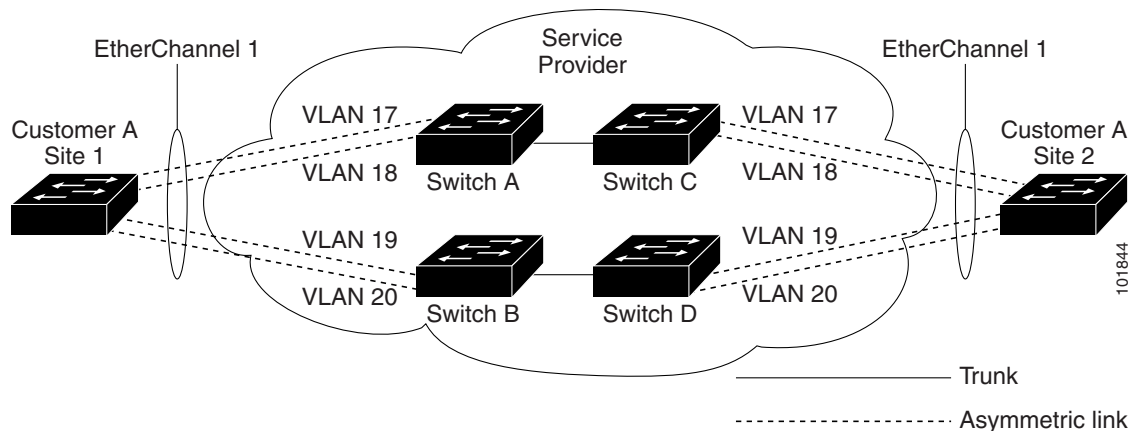 EtherChannel 1
Service
Provider
EtherChannel 1
VLAN 17
VLAN 17
Customer A
Site 1
Customer A
Site 2
VLAN 18
Switch A
Switch C
VLAN 18
VLAN 19
VLAN 19
VLAN 20
Switch B
Switch D
VLAN 20
101844
Trunk
Asymmetric link